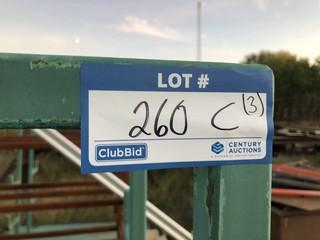 LOT #
260 C (3)
ClubBid
CENTURY
AUCTIONS